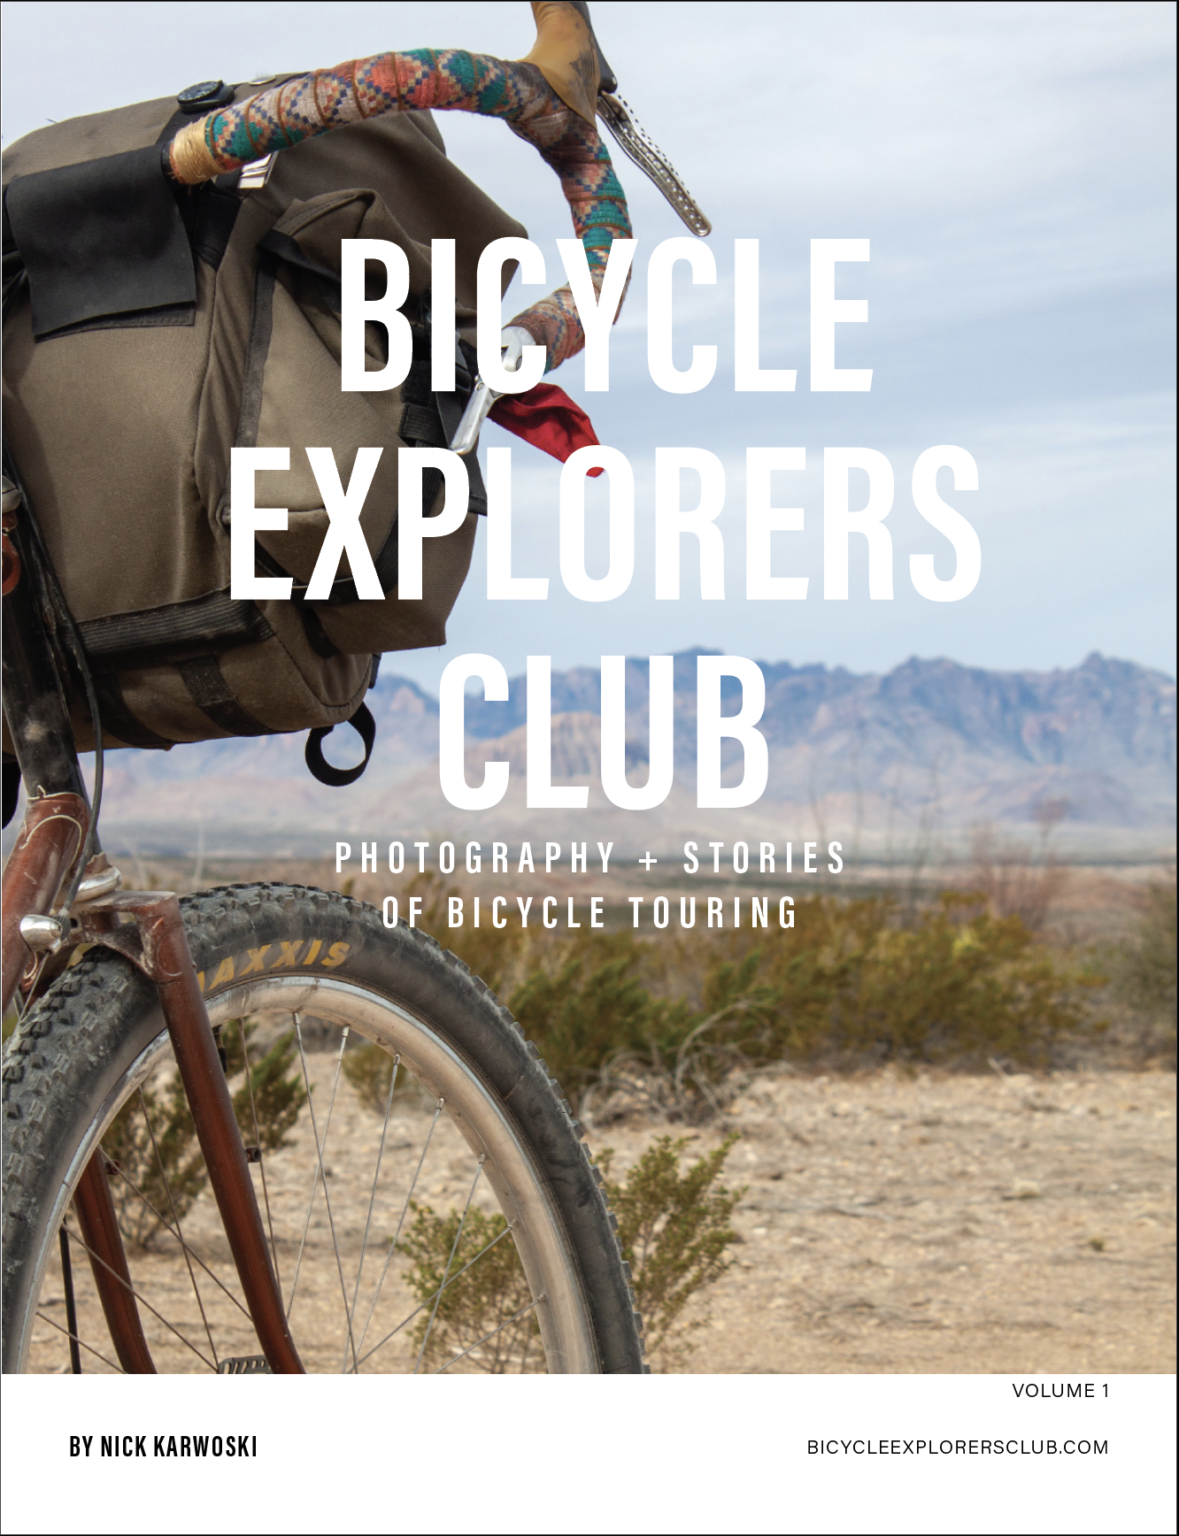 BICYCLE
EXPLORERS
CLUB
PHOTOGRAPHY + STORIES
OF BICYCLE TOURING
MAXXIS
VOLUME 1
BY NICK KARWOSKI
BICYCLEEXPLORERSCLUB.COM